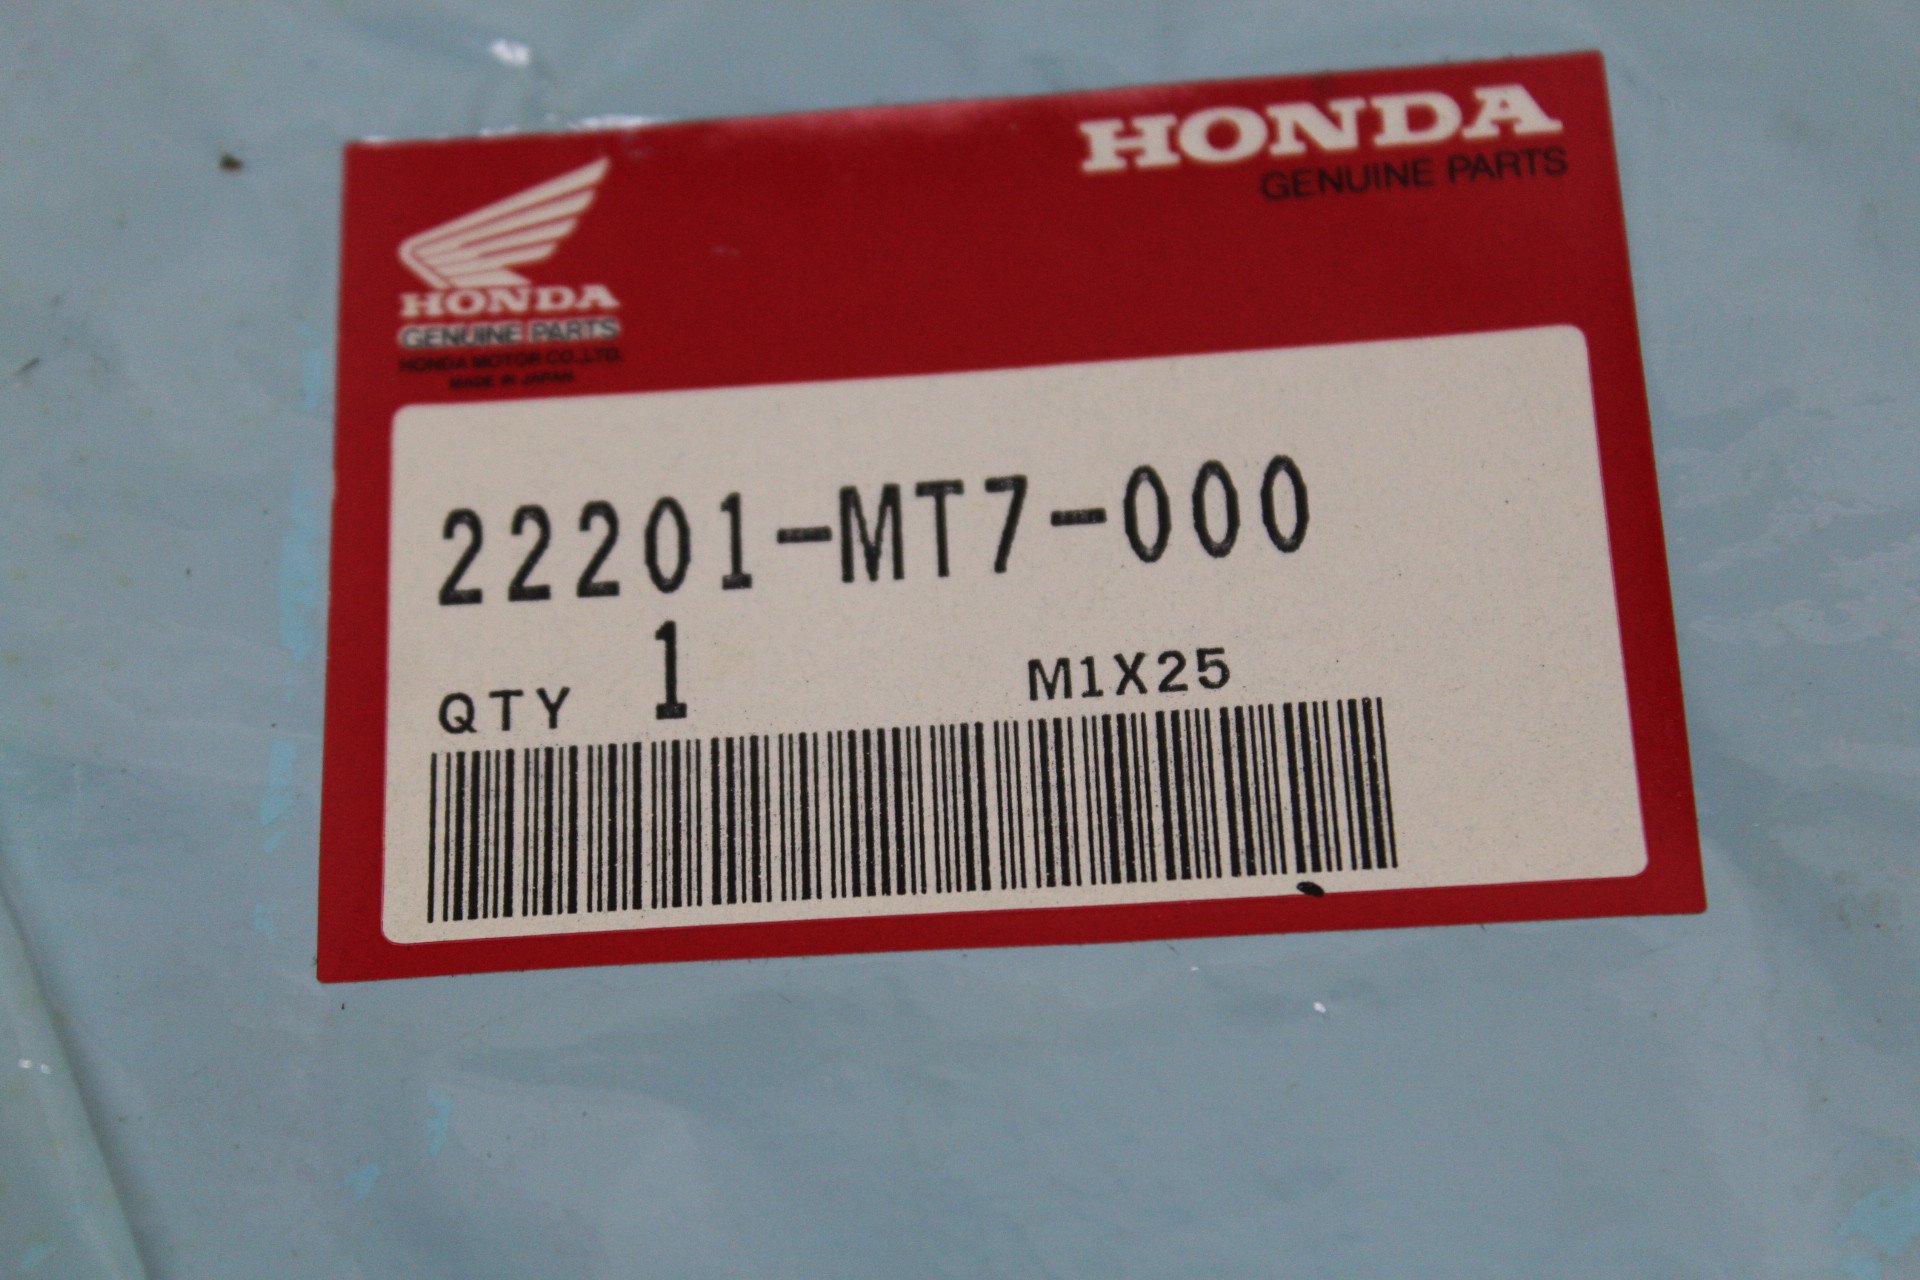 HONDA
GENUINE PARTS
HONDA
GENUINE PARTS
HONDA MOTOR CO.,LTD.
MADE IN JAPAN
22201-MT7-000
QTY 1 M1X25